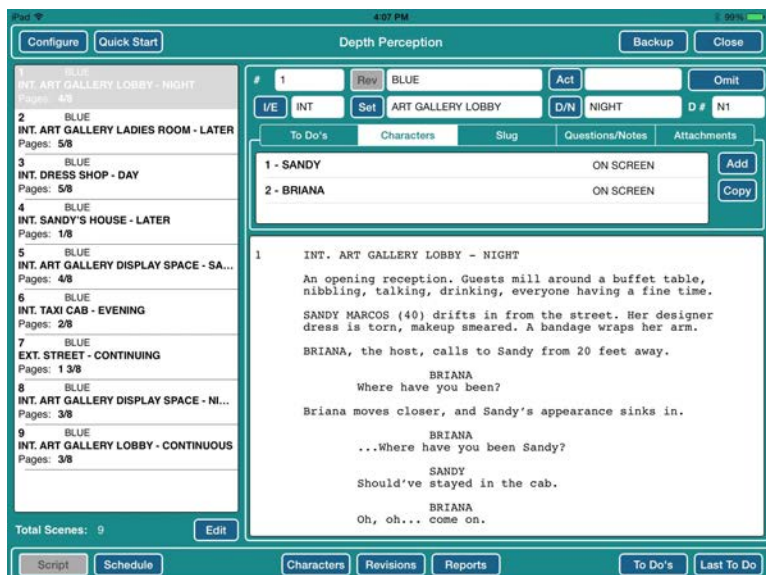 iPad 4:07 PM 99%
Configure Quick Start Depth Perception Backup Close
1 BLUE
INT. ART GALLERY LOBBY - NIGHT
Pages: 4/8
2 BLUE
INT. ART GALLERY LADIES ROOM - LATER
Pages: 5/8
3 BLUE
INT. DRESS SHOP - DAY
Pages: 5/8
4 BLUE
INT. SANDY'S HOUSE - LATER
Pages: 1/8
5 BLUE
INT. ART GALLERY DISPLAY SPACE - SA...
Pages: 4/8
6 BLUE
INT. TAXI CAB - EVENING
Pages: 2/8
7 BLUE
EXT. STREET - CONTINUING
Pages: 1 3/8
8 BLUE
INT. ART GALLERY DISPLAY SPACE - NI...
Pages: 3/8
9 BLUE
INT. ART GALLERY LOBBY - CONTINUOUS
Pages: 3/8
Total Scenes: 9 Edit
# 1 Rev BLUE Act Omit
I/E INT Set ART GALLERY LOBBY D/N NIGHT D # N1
To Do's Characters Slug Questions/Notes Attachments
1 - SANDY ON SCREEN Add
2 - BRIANA ON SCREEN Copy
1 INT. ART GALLERY LOBBY - NIGHT
An opening reception. Guests mill around a buffet table,
nibbling, talking, drinking, everyone having a fine time.
SANDY MARCOS (40) drifts in from the street. Her designer
dress is torn, makeup smeared. A bandage wraps her arm.
BRIANA, the host, calls to Sandy from 20 feet away.
BRIANA
Where have you been?
Briana moves closer, and Sandy's appearance sinks in.
BRIANA
...Where have you been Sandy?
SANDY
Should've stayed in the cab.
BRIANA
Oh, oh... come on.
Script Schedule Characters Revisions Reports To Do's Last To Do